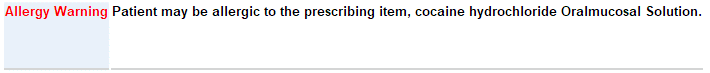 Allergy Warning Patient may be allergic to the prescribing item, cocaine hydrochloride Oralmucosal Solution.